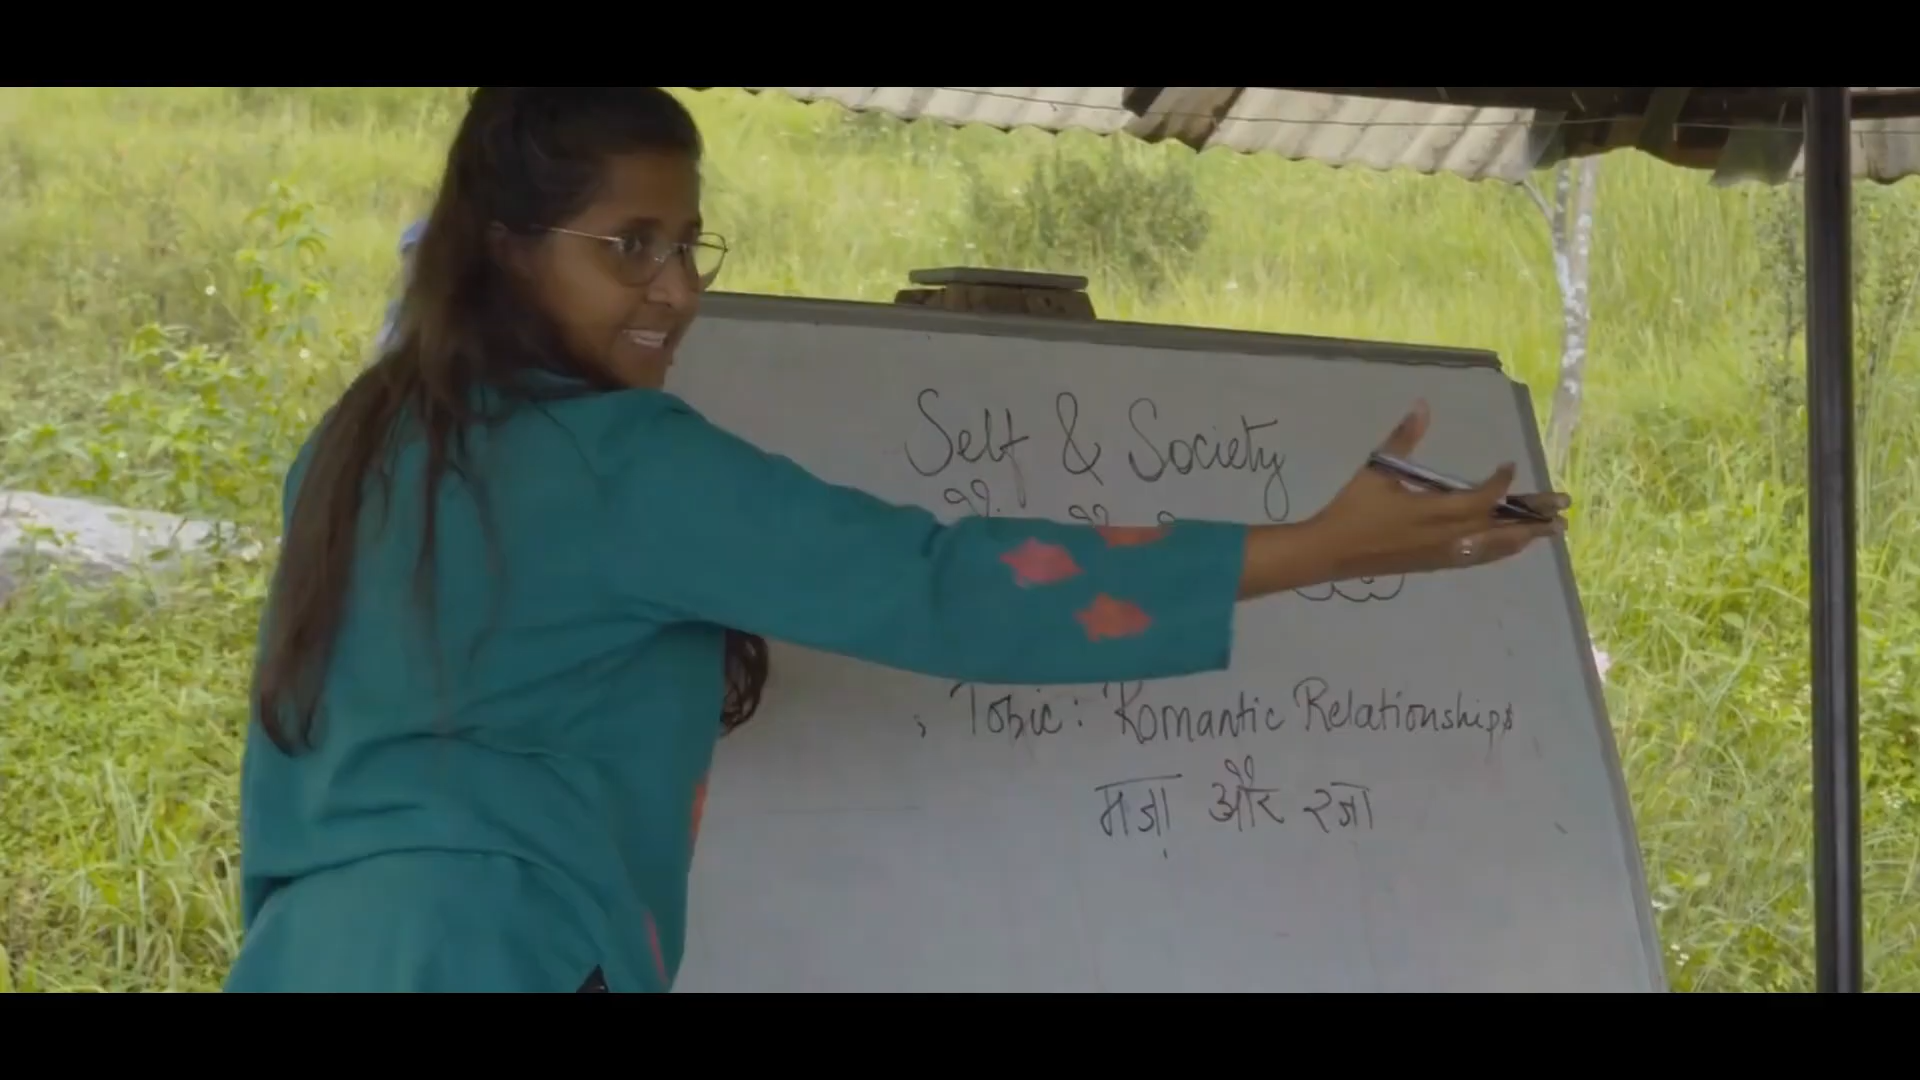 Self & Society
Topic: Romantic Relationships
मज़ा और रजा